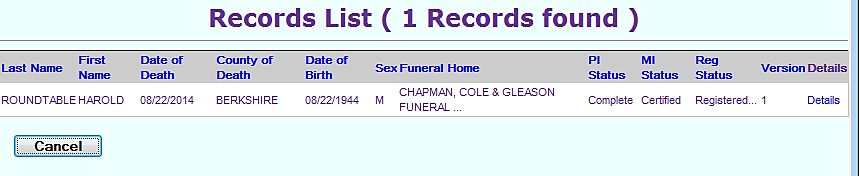 Records List ( 1 Records found )
Last Name First Name Date of Death County of Death Date of Birth Sex Funeral Home PI Status MI Status Reg Status Version Details
ROUNDTABLE HAROLD 08/22/2014 BERKSHIRE 08/22/1944 M CHAPMAN, COLE & GLEASON FUNERAL ... Complete Certified Registered... 1 Details
Cancel